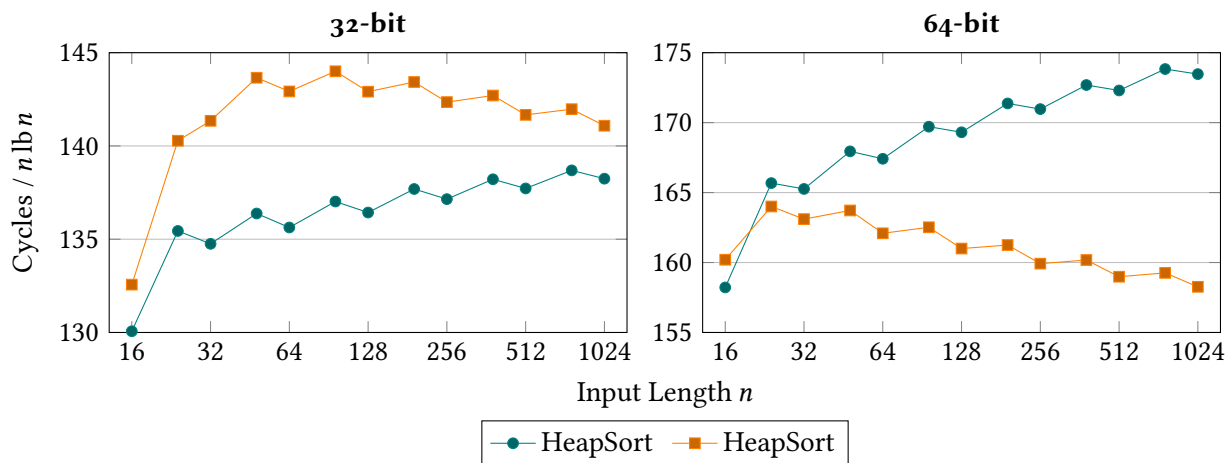 32-bit
64-bit
Cycles / n lb n
145
140
135
130
16 32 64 128 256 512 1024
175
170
165
160
155
16 32 64 128 256 512 1024
Input Length n
HeapSort HeapSort